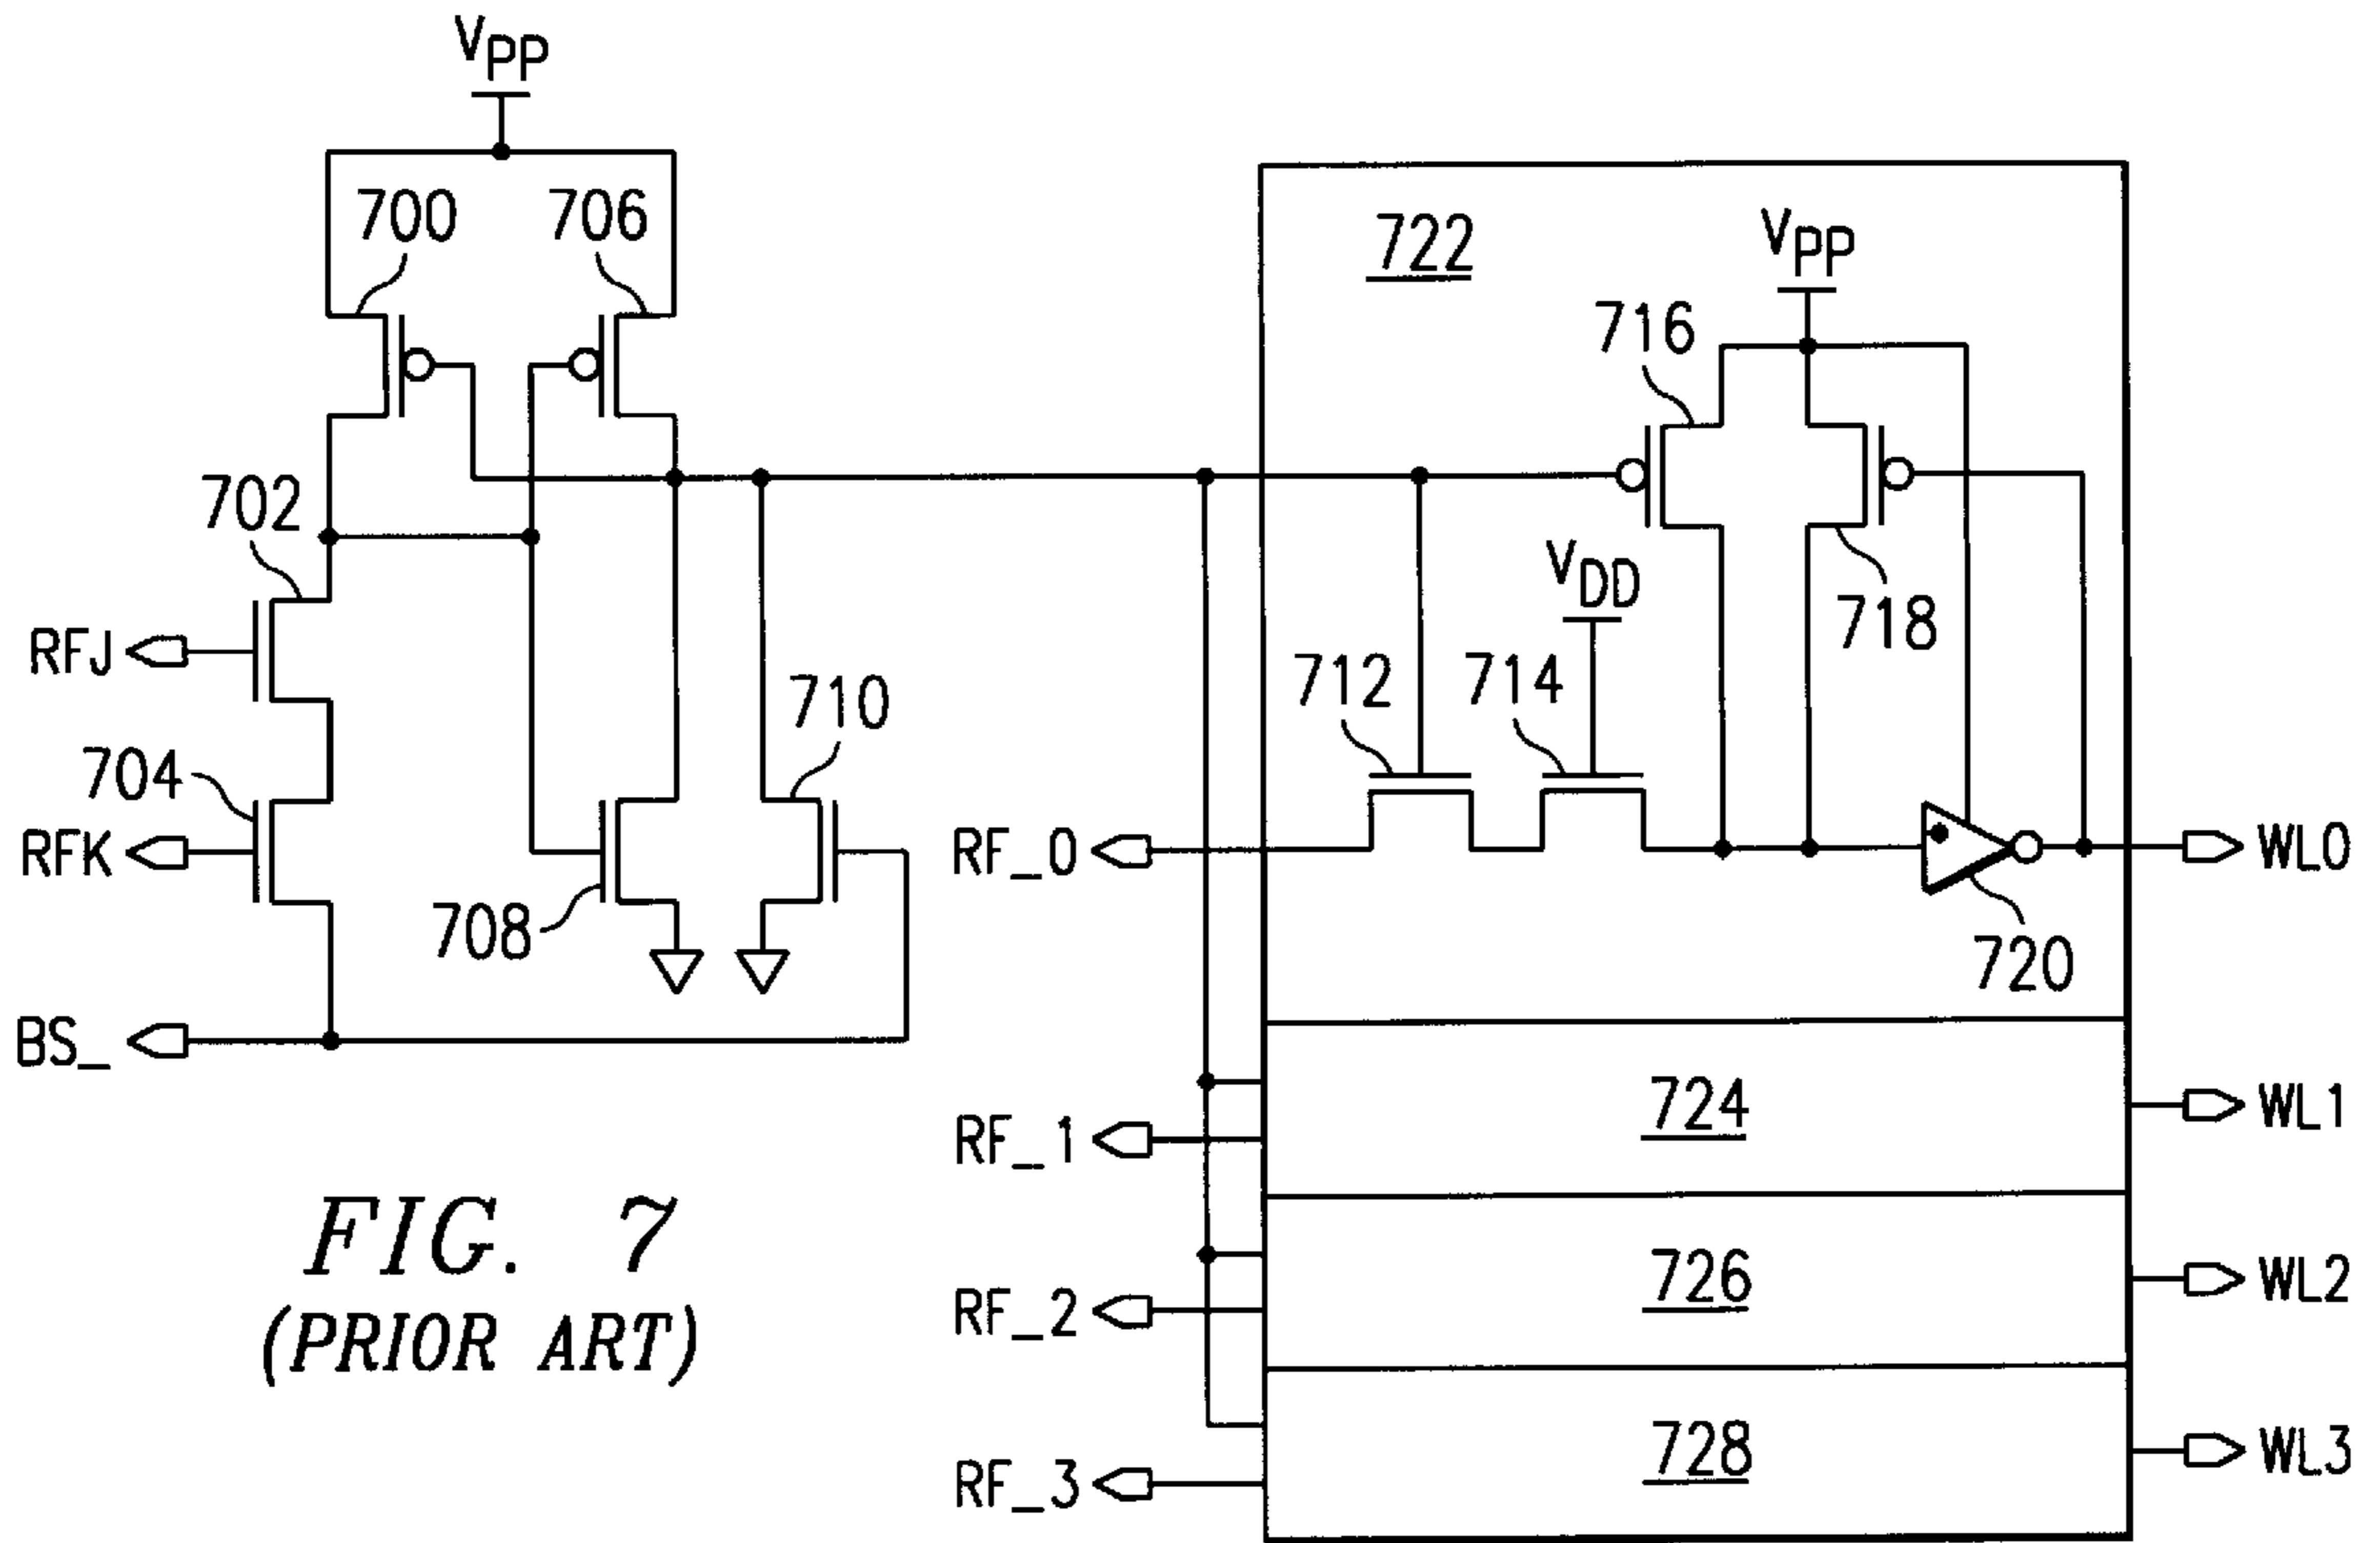 VPP
700
706
722
VPP
716
702
VDD
718
RFJ
712
714
710
704
RFK
RF_0
WL0
708
720
BS_
724
WL1
RF_1
726
WL2
RF_2
728
WL3
RF_3
FIG. 7
(PRIOR ART)